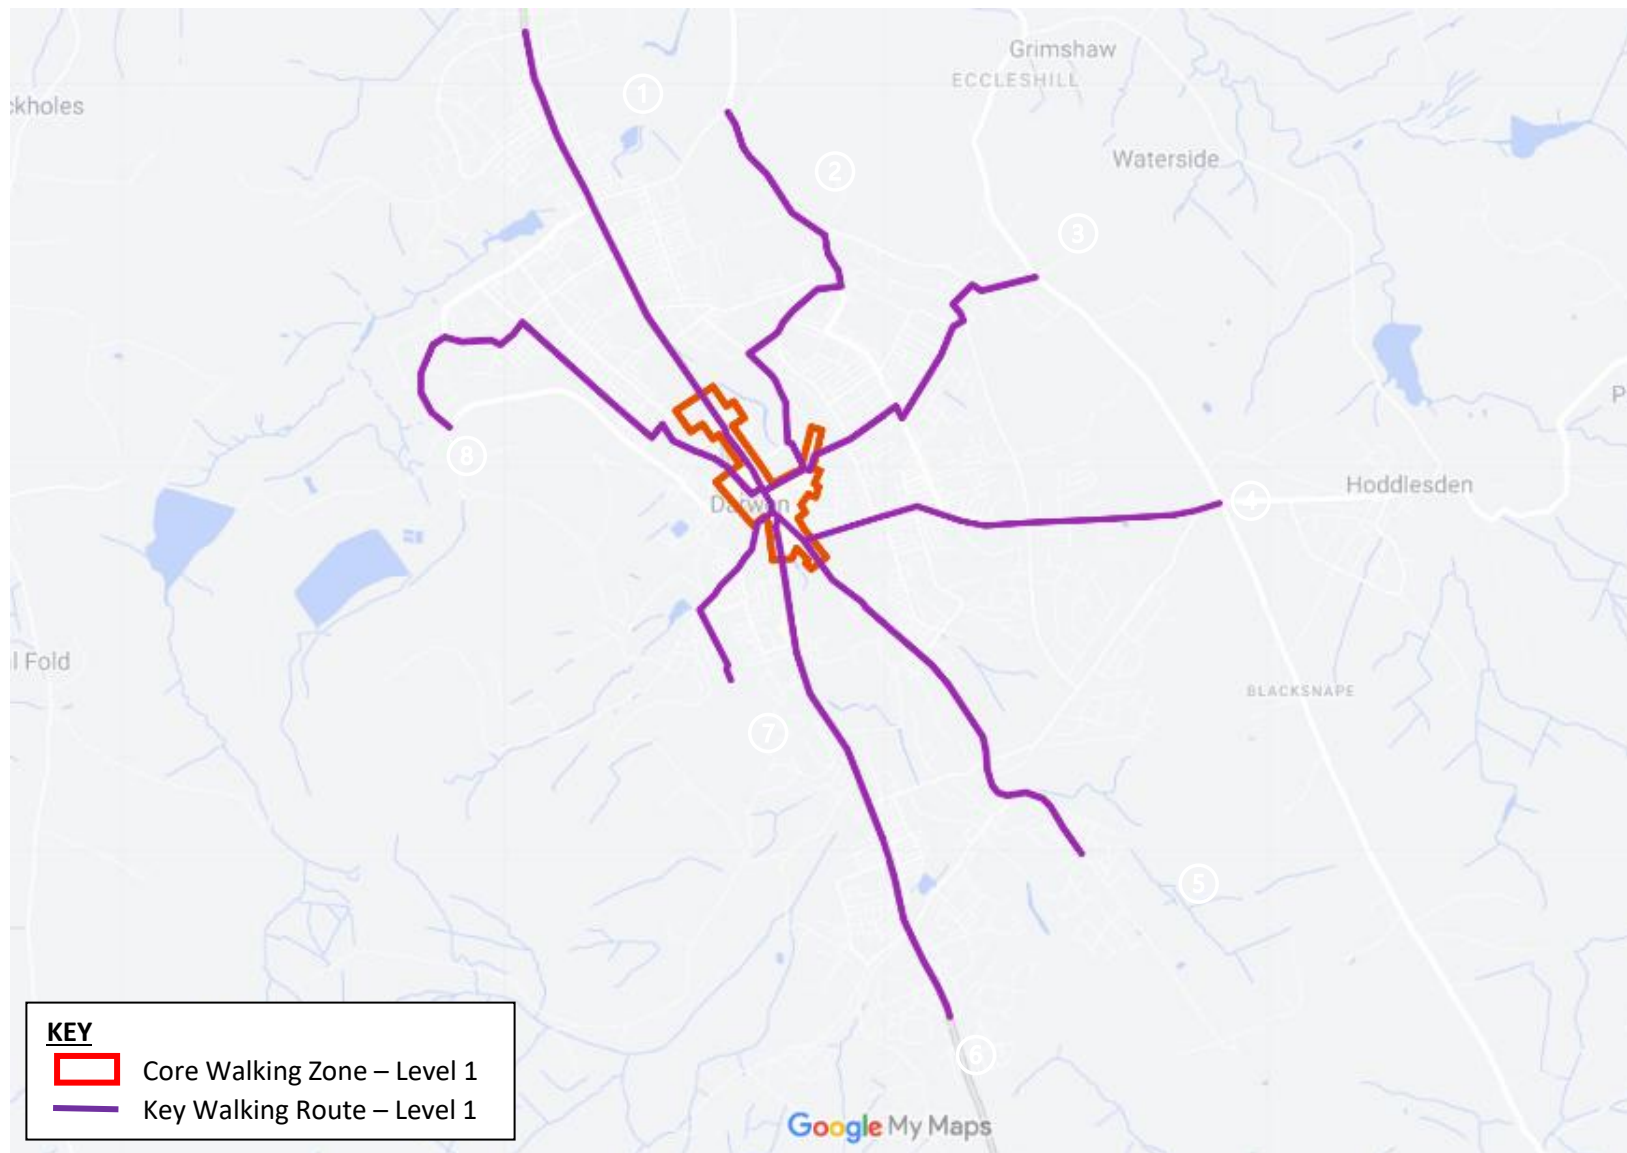 Grimshaw
ECCLESHILL
1
ckholes
Waterside
2
3
P
8
Hoddlesden
4
Darwen
l Fold
BLACKSNAPE
7
5
KEY
Core Walking Zone – Level 1
Key Walking Route – Level 1
6
Google My Maps